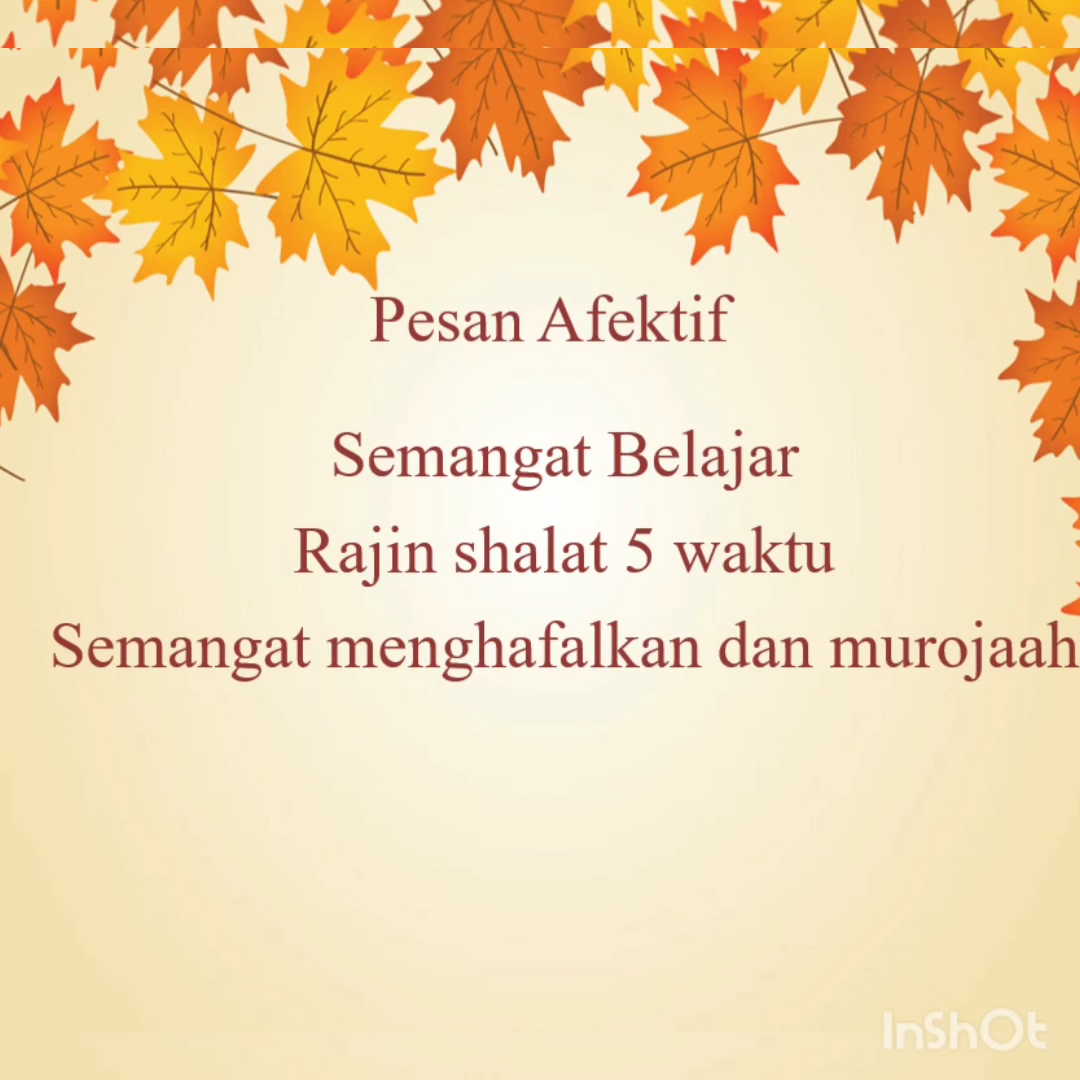 Pesan Afektif
Semangat Belajar
Rajin shalat 5 waktu
Semangat menghafalkan dan murojaah
InShOt